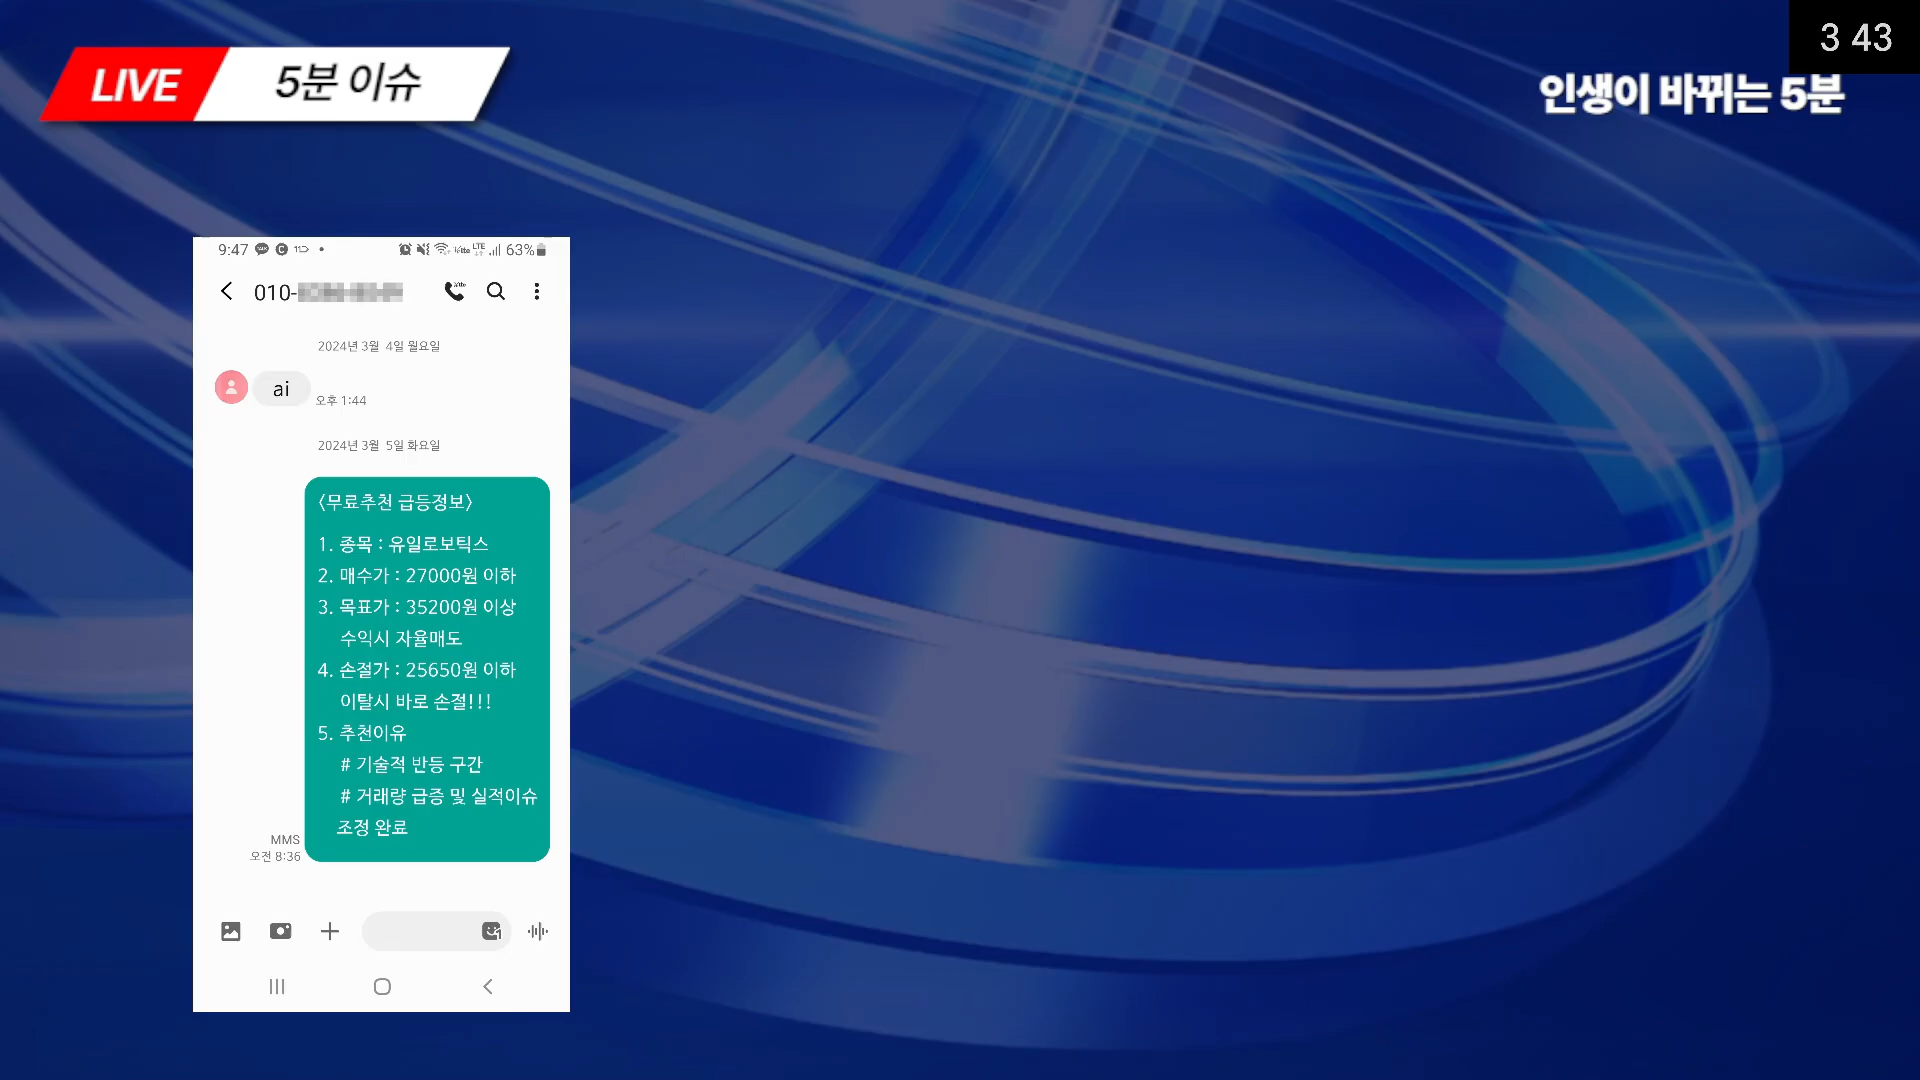 LIVE 5분 이슈
3 43
인생이 바뀌는 5분
9:47 63%
010-
2024년 3월 4일 월요일
ai
오후 1:44
2024년 3월 5일 화요일
<무료추천 급등정보>
1. 종목 : 유일로보틱스
2. 매수가 : 27000원 이하
3. 목표가 : 35200원 이상
수익시 자율매도
4. 손절가 : 25650원 이하
이탈시 바로 손절!!!
5. 추천이유
# 기술적 반등 구간
# 거래량 급증 및 실적이슈
조정 완료
MMS
오전 8:36